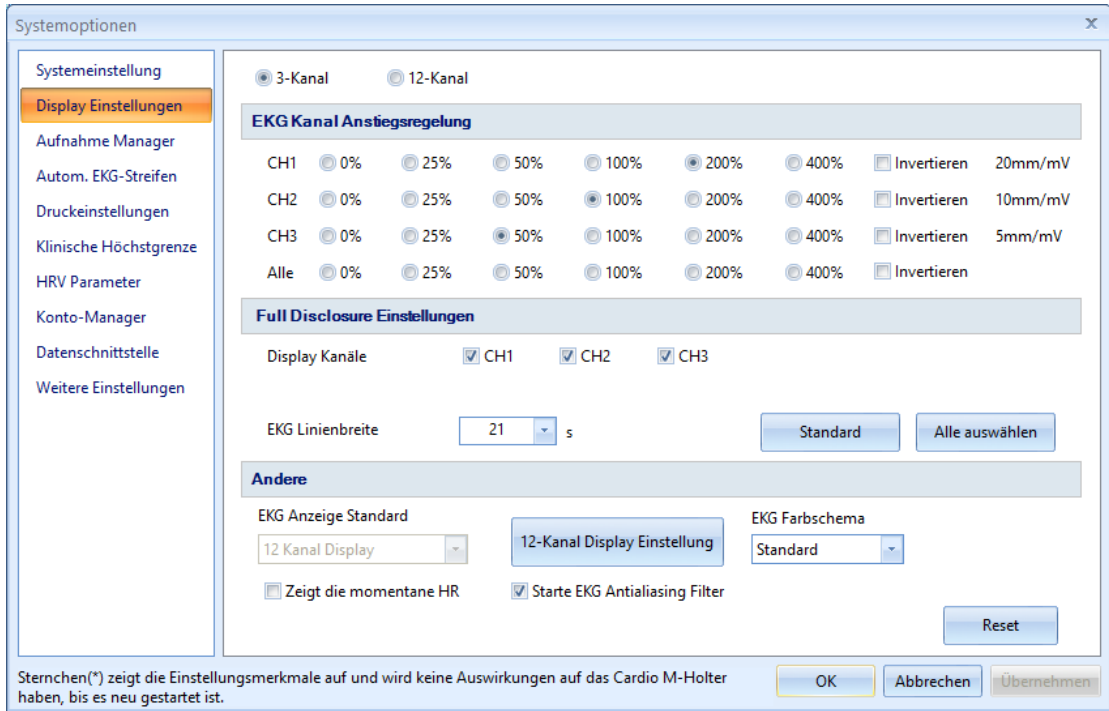 Systemoptionen x
Systemeinstellung
Display Einstellungen
Aufnahme Manager
Autom. EKG-Streifen
Druckeinstellungen
Klinische Höchstgrenze
HRV Parameter
Konto-Manager
Datenschnittstelle
Weitere Einstellungen
3-Kanal 12-Kanal
EKG Kanal Anstiegsregelung
CH1 0% 25% 50% 100% 200% 400% Invertieren 20mm/mV
CH2 0% 25% 50% 100% 200% 400% Invertieren 10mm/mV
CH3 0% 25% 50% 100% 200% 400% Invertieren 5mm/mV
Alle 0% 25% 50% 100% 200% 400% Invertieren
Full Disclosure Einstellungen
Display Kanäle CH1 CH2 CH3
EKG Linienbreite 21 s Standard Alle auswählen
Andere
EKG Anzeige Standard EKG Farbschema
12 Kanal Display 12-Kanal Display Einstellung Standard
Zeigt die momentane HR Starte EKG Antialiasing Filter
Reset
Sternchen(*) zeigt die Einstellungsmerkmale auf und wird keine Auswirkungen auf das Cardio M-Holter
haben, bis es neu gestartet ist.
OK Abbrechen Übernehmen